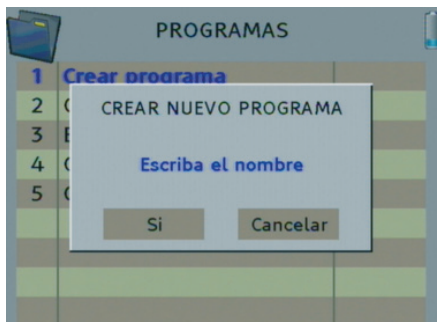 PROGRAMAS
1 Crear programa
2
3
4
5
CREAR NUEVO PROGRAMA
Escriba el nombre
Si
Cancelar